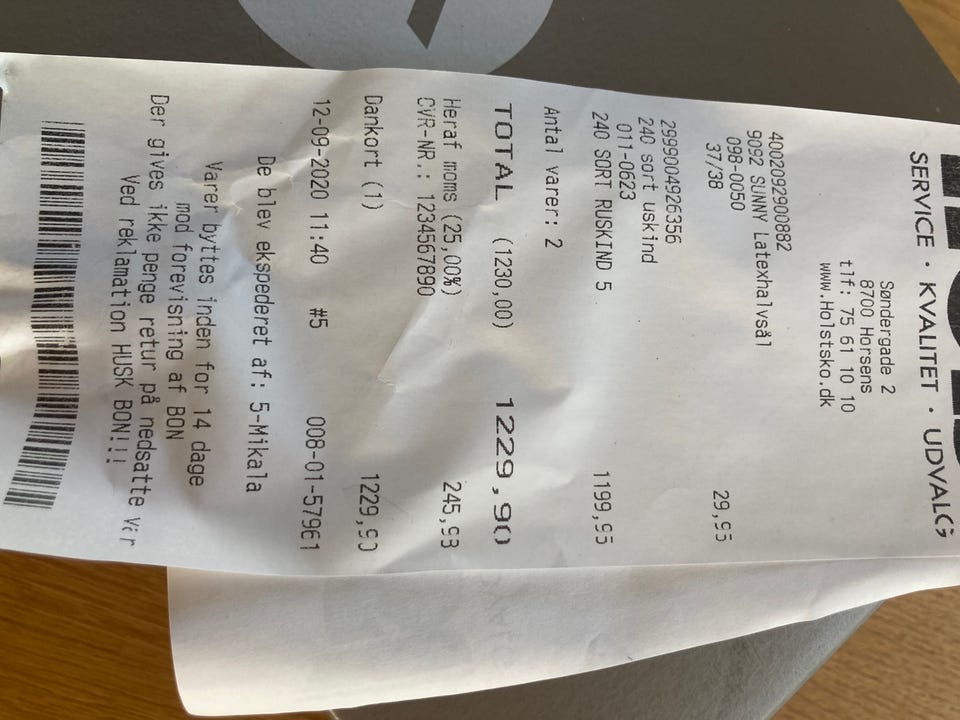 SERVICE · KVALITET · UDVALG
Søndergade 2
8700 Horsens
tlf: 75 61 10 10
www.Holstsko.dk
4002092900882
9092 SUNNY Latexhalvsål
098-0050 29,95
37/38
2999004926356
240 sort uskind
011-0623
240 SORT RUSKIND 5 1199,95
Antal varer: 2
TOTAL (1230,00) 1229,90
Heraf moms (25,00%) 245,98
CVR-NR.: 1234567890
Dankort (1) 1229,90
12-09-2020 11:40 #5 008-01-57961
De blev ekspederet af: 5-Mikala
Varer byttes inden for 14 dage
mod forevisning af BON
Der gives ikke penge retur på nedsatte
Ved reklamation HUSK BON!!!